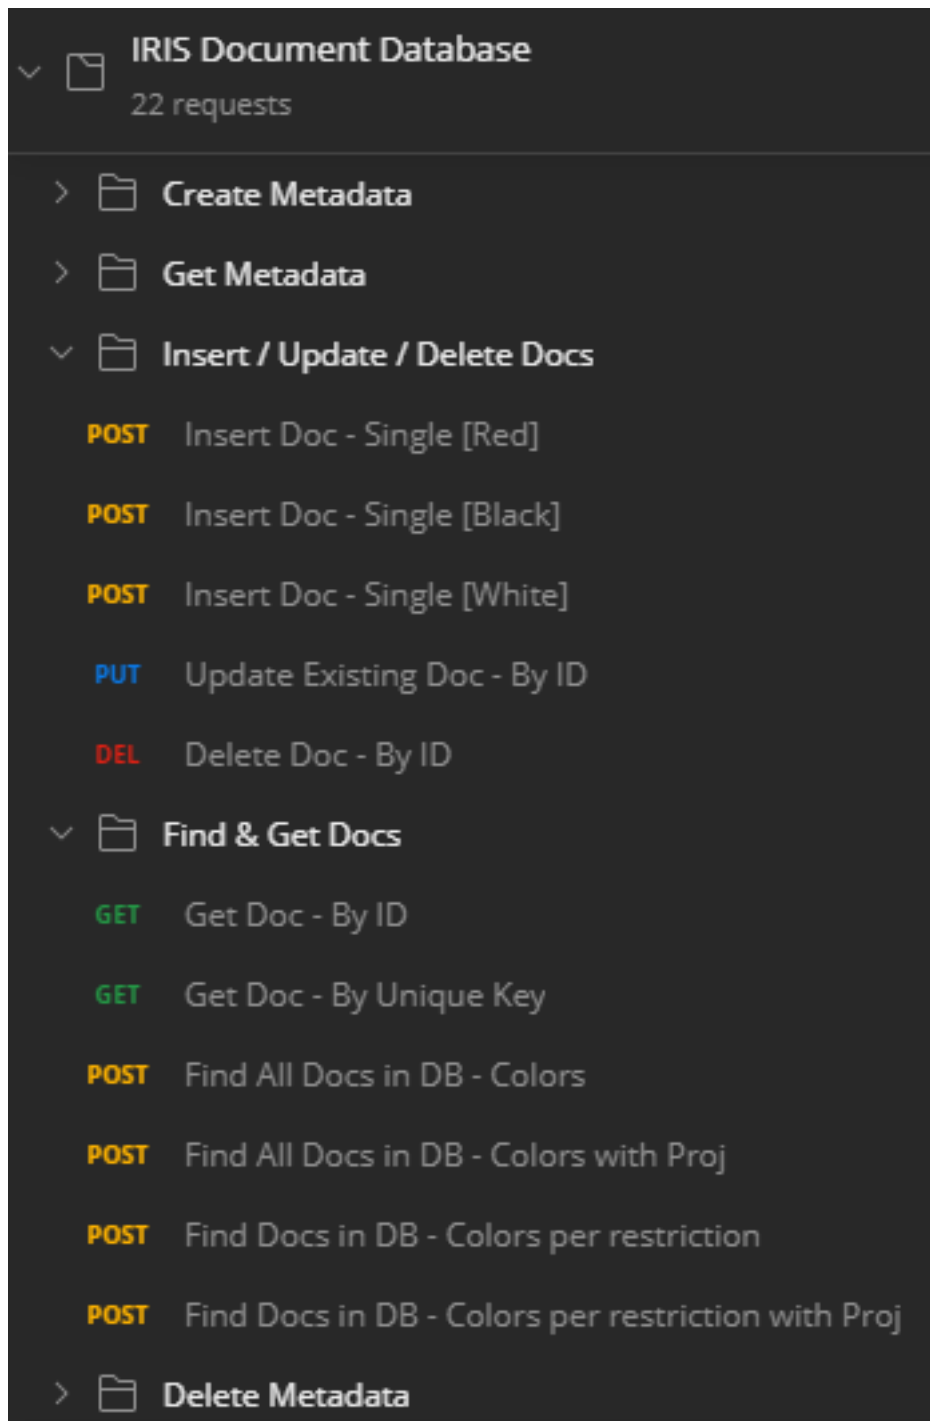 IRIS Document Database
22 requests
Create Metadata
Get Metadata
Insert / Update / Delete Docs
POST Insert Doc - Single [Red]
POST Insert Doc - Single [Black]
POST Insert Doc - Single [White]
PUT Update Existing Doc - By ID
DEL Delete Doc - By ID
Find & Get Docs
GET Get Doc - By ID
GET Get Doc - By Unique Key
POST Find All Docs in DB - Colors
POST Find All Docs in DB - Colors with Proj
POST Find Docs in DB - Colors per restriction
POST Find Docs in DB - Colors per restriction with Proj
Delete Metadata